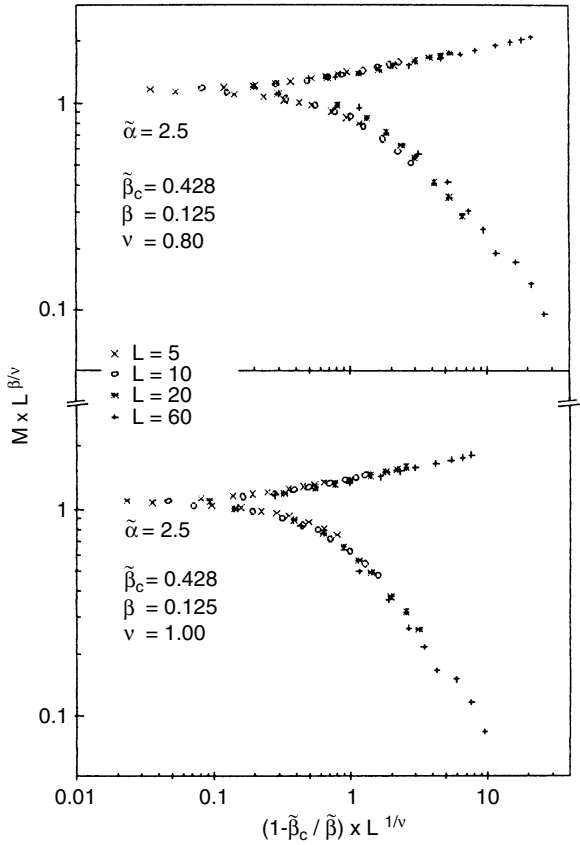 1
α̃ = 2.5
β̃c = 0.428
β = 0.125
ν = 0.80
0.1
× L = 5
o L = 10
* L = 20
+ L = 60
M x L^β/ν
1
α̃ = 2.5
β̃c = 0.428
β = 0.125
ν = 1.00
0.1
0.01 0.1 1 10
(1-β̃c / β̃) x L^1/ν